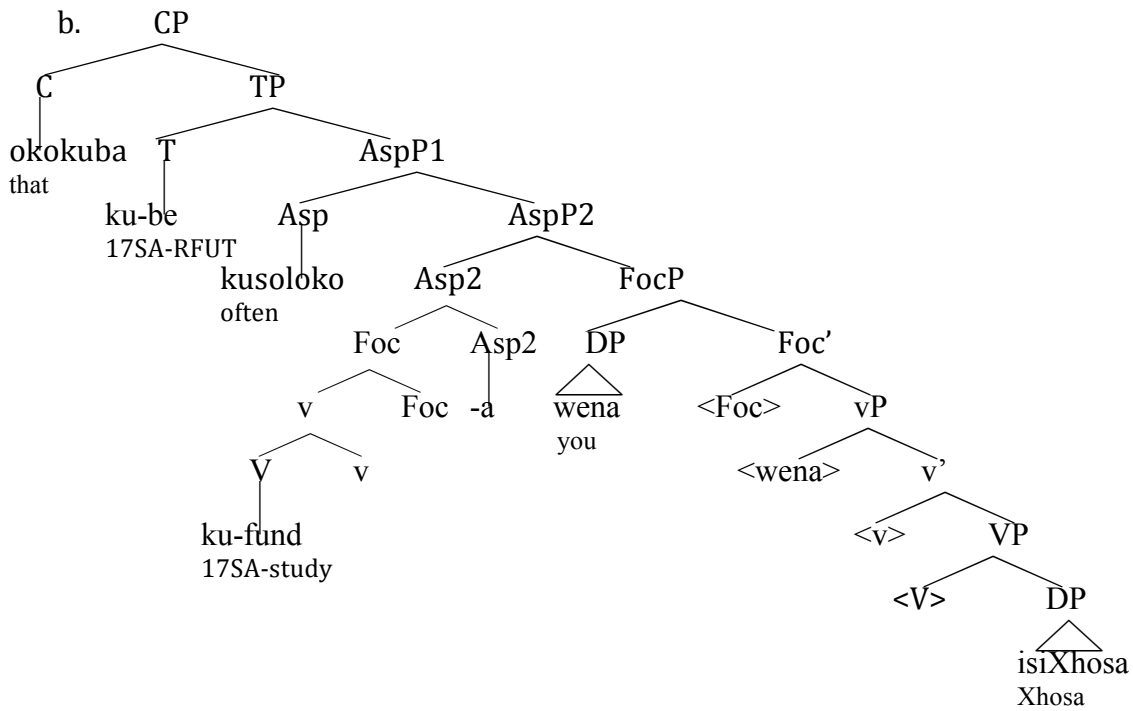 b. CP
C TP
okokuba T AspP1
that
ku-be Asp AspP2
17SA-RFUT
kusoloko Asp2 FocP
often
Foc Asp2 DP Foc’
v Foc -a wena <Foc> vP
you
V v <wena> v’
ku-fund <v> VP
17SA-study
<V> DP
isiXhosa
Xhosa